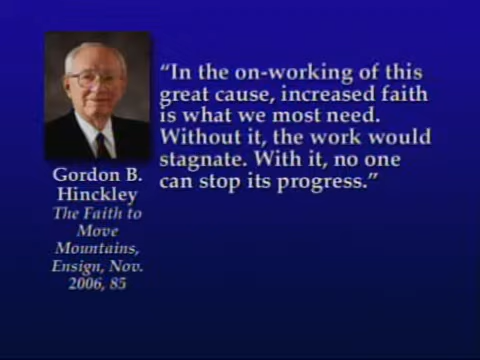 “In the on-working of this
great cause, increased faith
is what we most need.
Without it, the work would
stagnate. With it, no one
can stop its progress.”
Gordon B.
Hinckley
The Faith to
Move
Mountains,
Ensign, Nov.
2006, 85